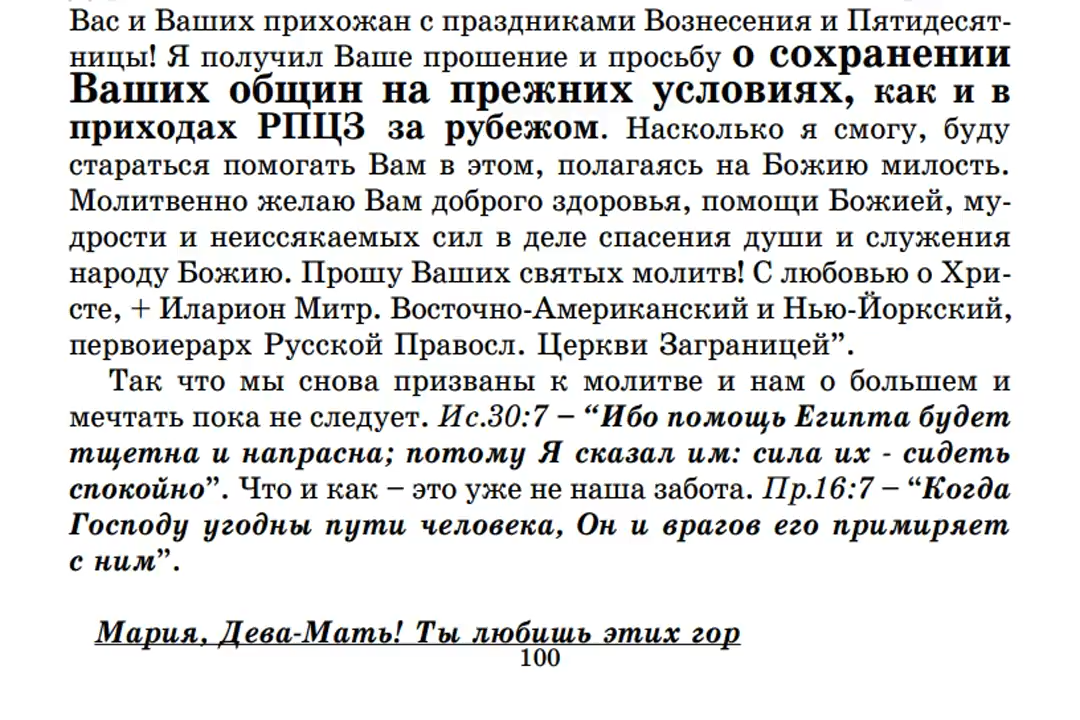 Вас и Ваших прихожан с праздниками Вознесения и Пятидесят-
ницы! Я получил Ваше прошение и просьбу о сохранении
Ваших общин на прежних условиях, как и в
приходах РПЦЗ за рубежом. Насколько я смогу, буду
стараться помогать Вам в этом, полагаясь на Божию милость.
Молитвенно желаю Вам доброго здоровья, помощи Божией, му-
дрости и неиссякаемых сил в деле спасения души и служения
народу Божию. Прошу Ваших святых молитв! С любовью о Хри-
сте, + Иларион Митр. Восточно-Американский и Нью-Йоркский,
первоиерарх Русской Правосл. Церкви Заграницей”.
Так что мы снова призваны к молитве и нам о большем и
мечтать пока не следует. Ис.30:7 – “Ибо помощь Египта будет
тщетна и напрасна; потому Я сказал им: сила их - сидеть
спокойно”. Что и как – это уже не наша забота. Пр.16:7 – “Когда
Господу угодны пути человека, Он и врагов его примиряет
с ним”.
Мария, Дева-Мать! Ты любишь этих гор
100